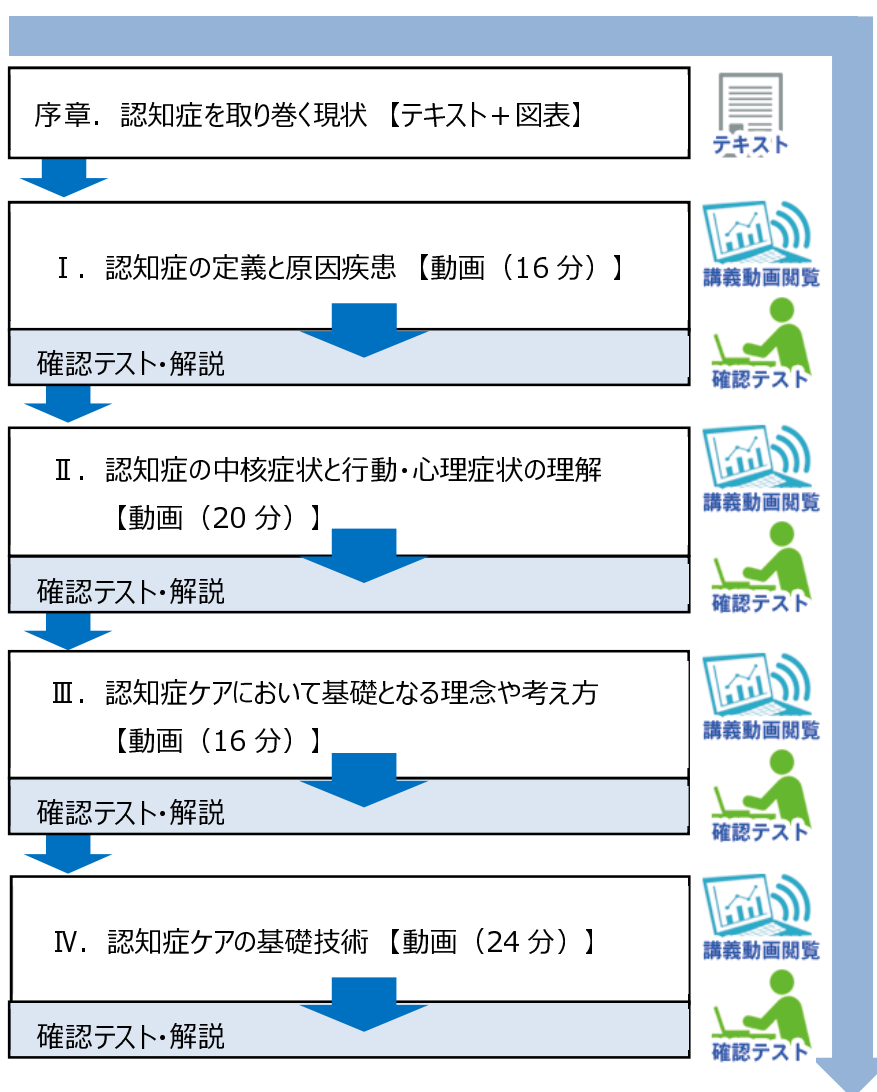 序章．認知症を取り巻く現状 【テキスト＋図表】
テキスト
Ⅰ．認知症の定義と原因疾患 【動画（16 分）】
講義動画閲覧
確認テスト・解説
確認テスト
Ⅱ．認知症の中核症状と行動・心理症状の理解
【動画（20 分）】
講義動画閲覧
確認テスト・解説
確認テスト
Ⅲ．認知症ケアにおいて基礎となる理念や考え方
【動画（16 分）】
講義動画閲覧
確認テスト・解説
確認テスト
Ⅳ．認知症ケアの基礎技術 【動画（24 分）】
講義動画閲覧
確認テスト・解説
確認テスト